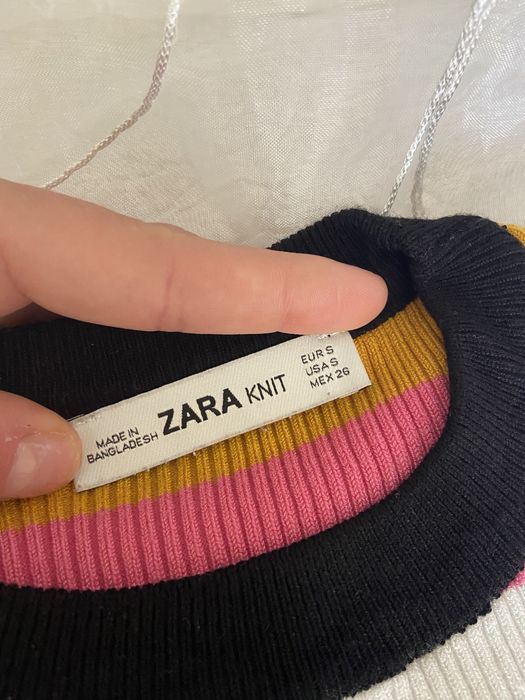 MADE IN
BANGLADESH
ZARA KNIT
EUR S
USA S
MEX 26